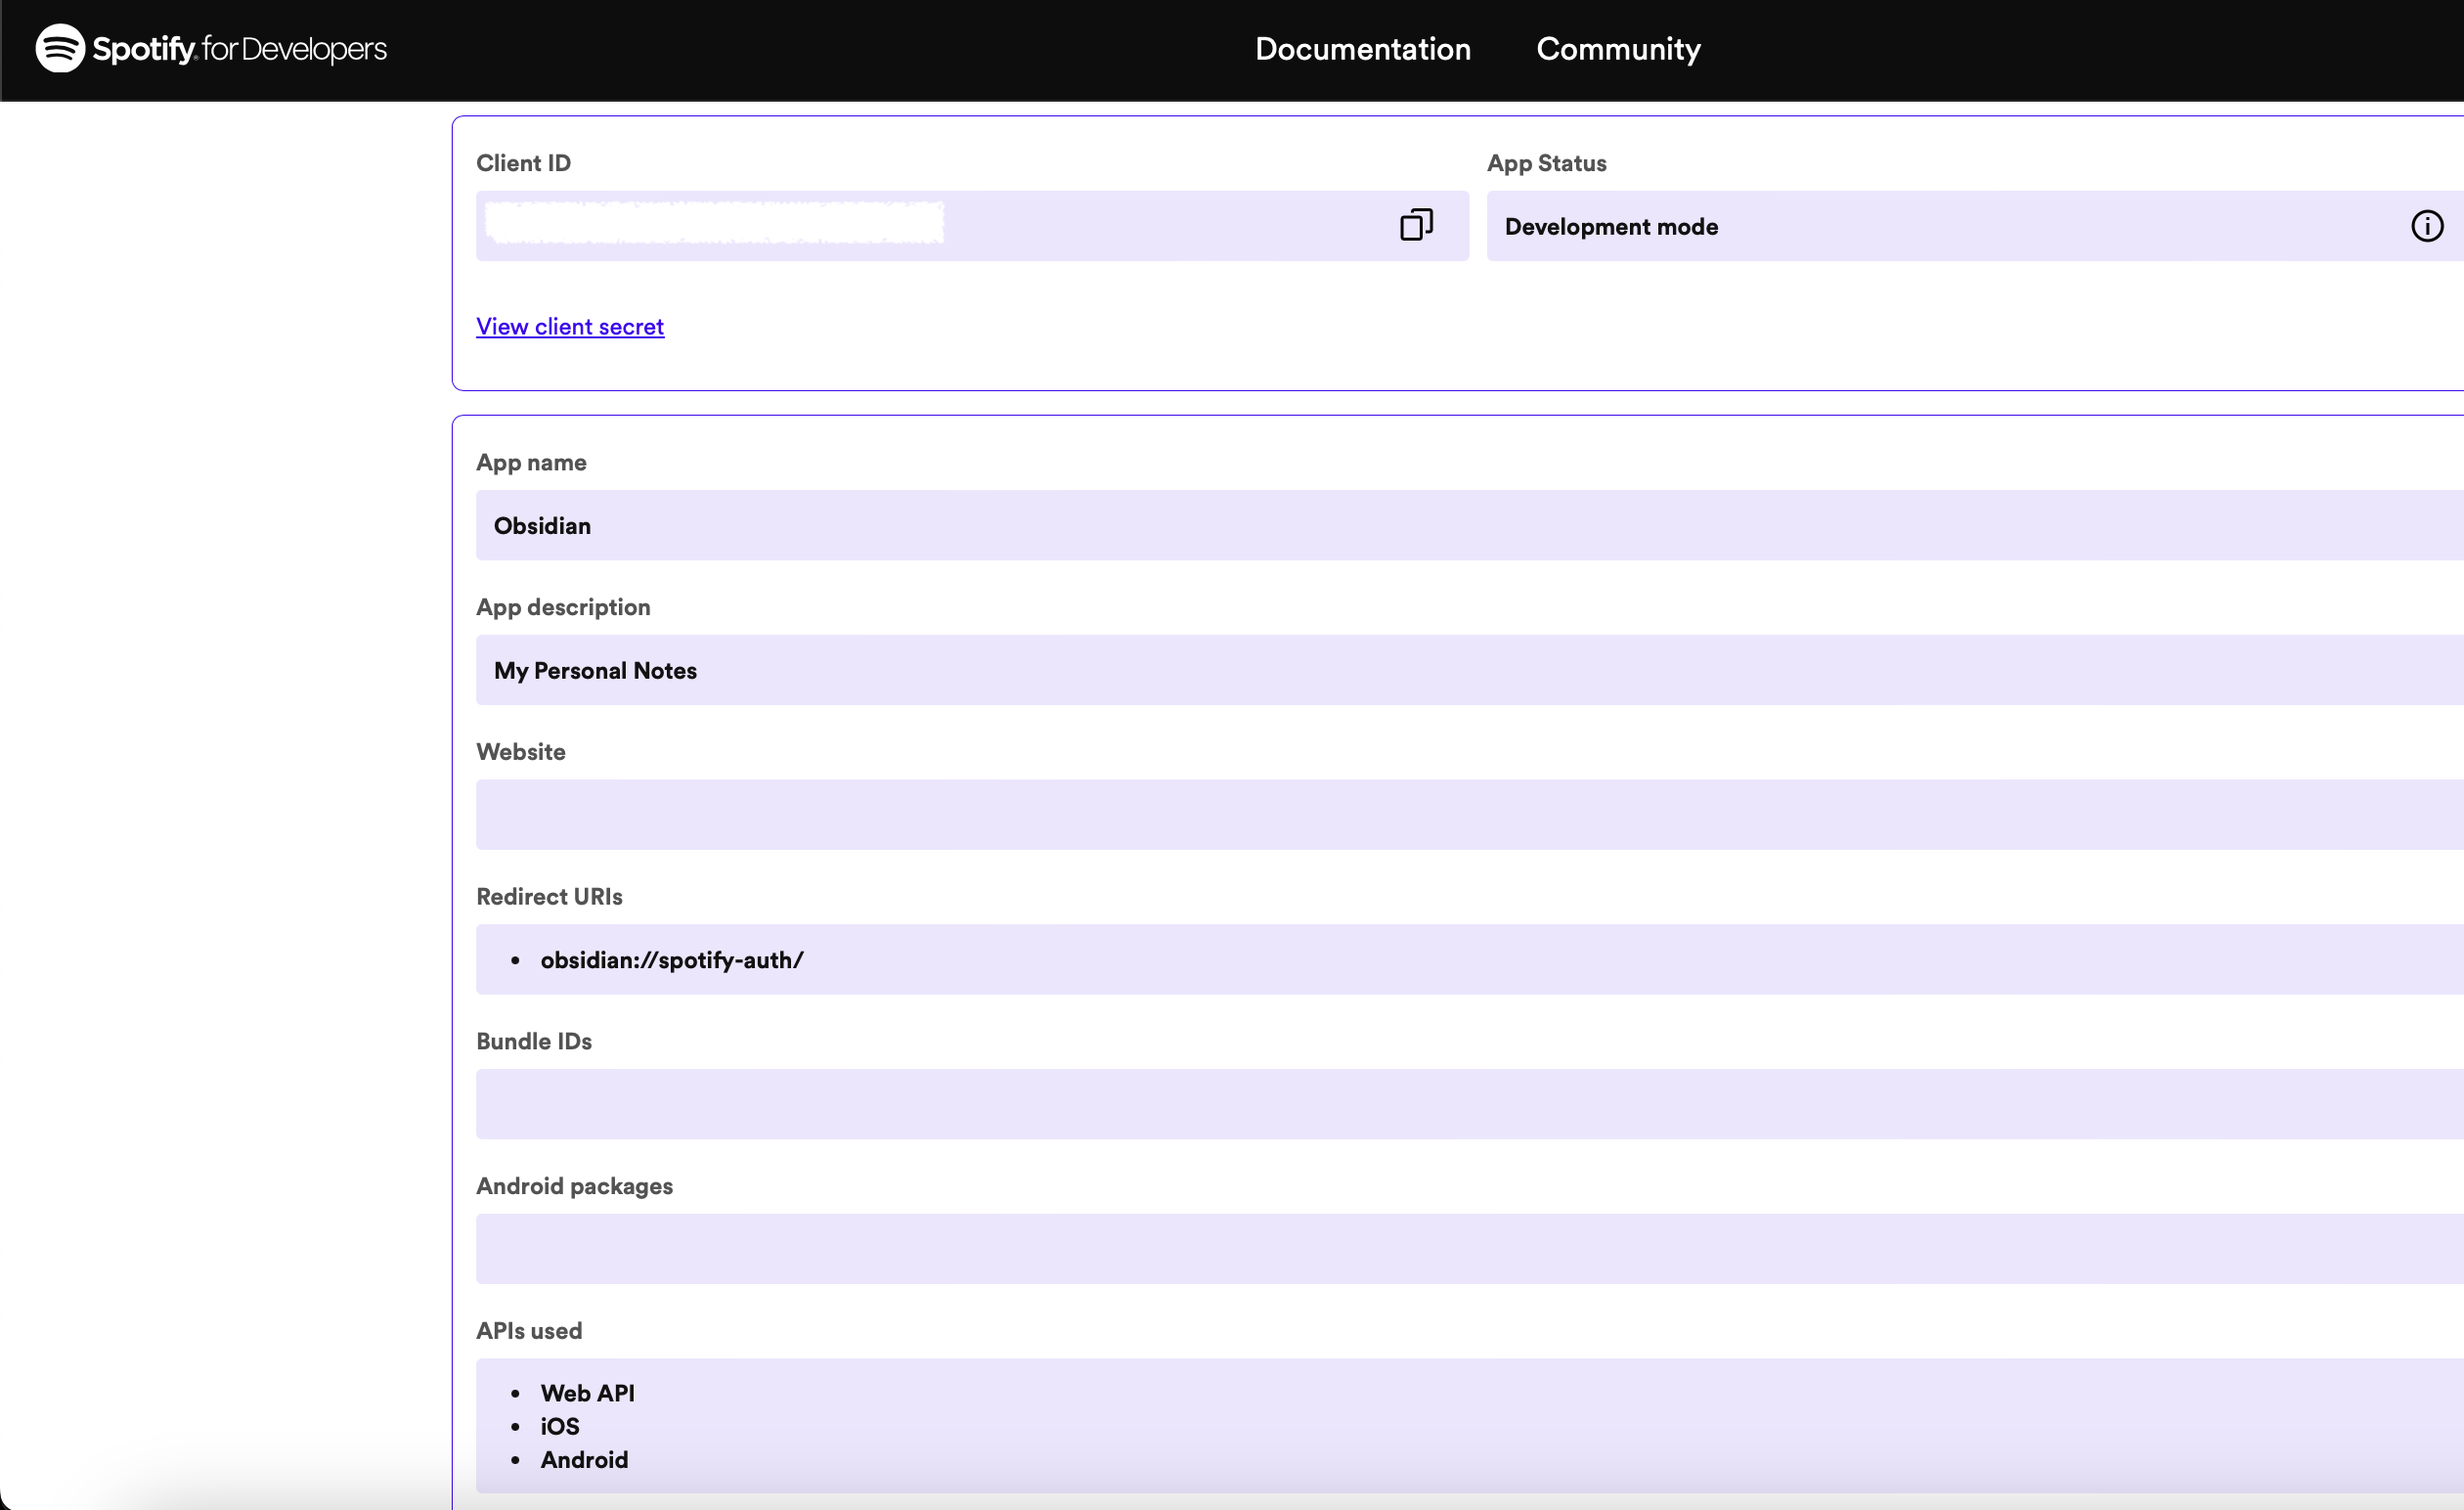 Spotify for Developers
Documentation
Community
Client ID
App Status
Development mode
View client secret
App name
Obsidian
App description
My Personal Notes
Website
Redirect URIs
• obsidian://spotify-auth/
Bundle IDs
Android packages
APIs used
• Web API
• iOS
• Android